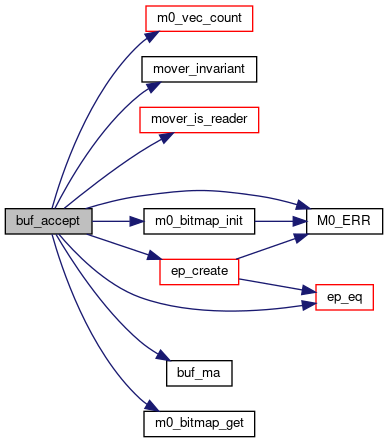 m0_vec_count
mover_invariant
mover_is_reader
buf_accept
m0_bitmap_init
M0_ERR
ep_create
ep_eq
buf_ma
m0_bitmap_get